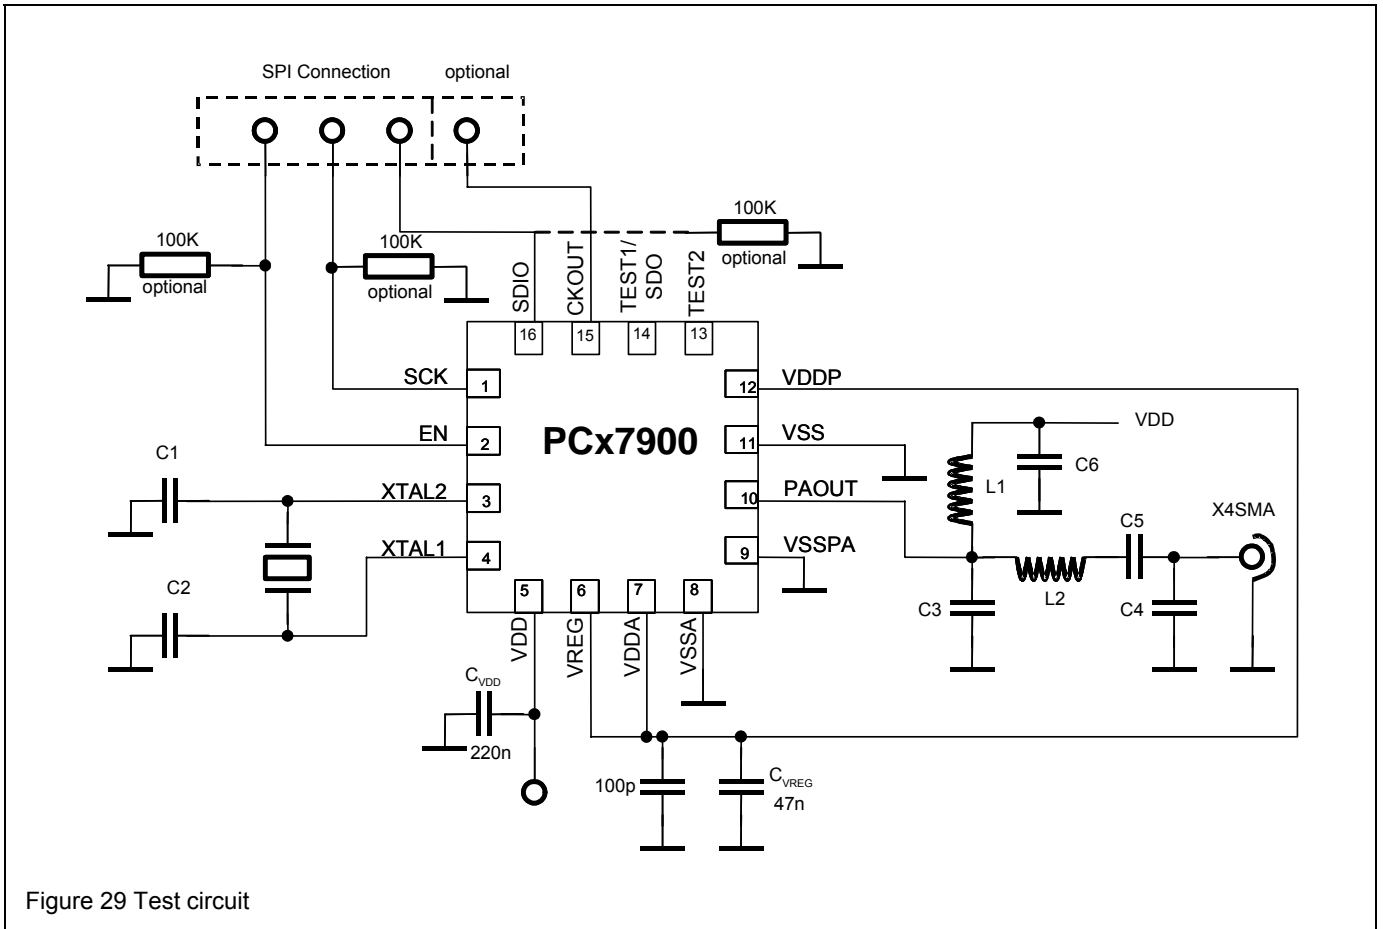 SPI Connection
optional
100K
optional
100K
optional
100K
optional
SDIO
CKOUT
TEST1/
SDO
TEST2
16
15
14
13
SCK
1
EN
2
XTAL2
3
XTAL1
4
PCx7900
12
VDDP
11
VSS
10
PAOUT
9
VSSPA
5
6
7
8
VDD
VREG
VDDA
VSSA
C1
C2
VDD
C6
L1
C5
X4SMA
C3
L2
C4
CVDD
220n
100p
CVREG
47n
Figure 29 Test circuit